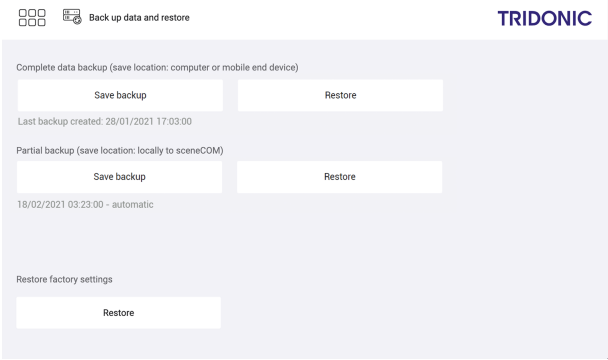 Back up data and restore
TRIDONIC
Complete data backup (save location: computer or mobile end device)
Save backup
Restore
Last backup created: 28/01/2021 17:03:00
Partial backup (save location: locally to sceneCOM)
Save backup
Restore
18/02/2021 03:23:00 - automatic
Restore factory settings
Restore